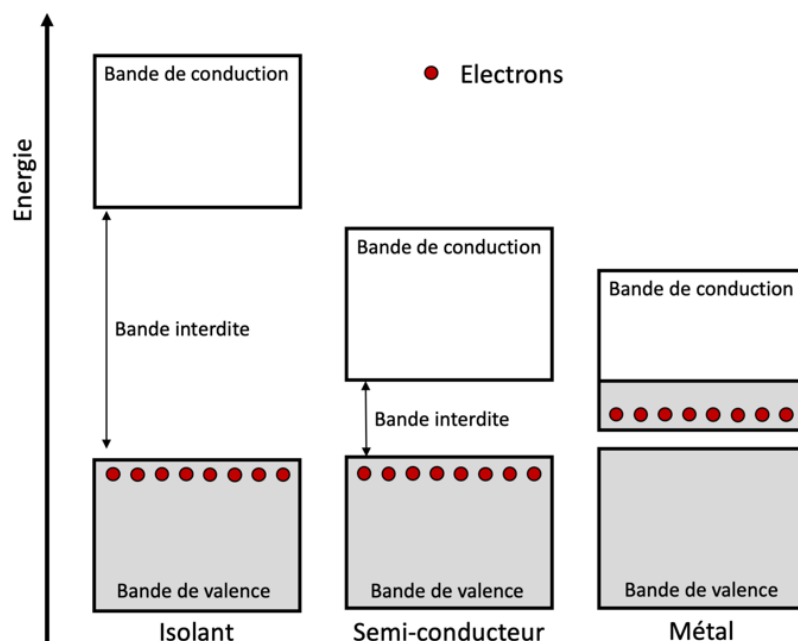 Energie
Bande de conduction
Electrons
Bande de conduction
Bande de conduction
Bande interdite
Bande interdite
Bande de valence
Bande de valence
Bande de valence
Isolant
Semi-conducteur
Métal